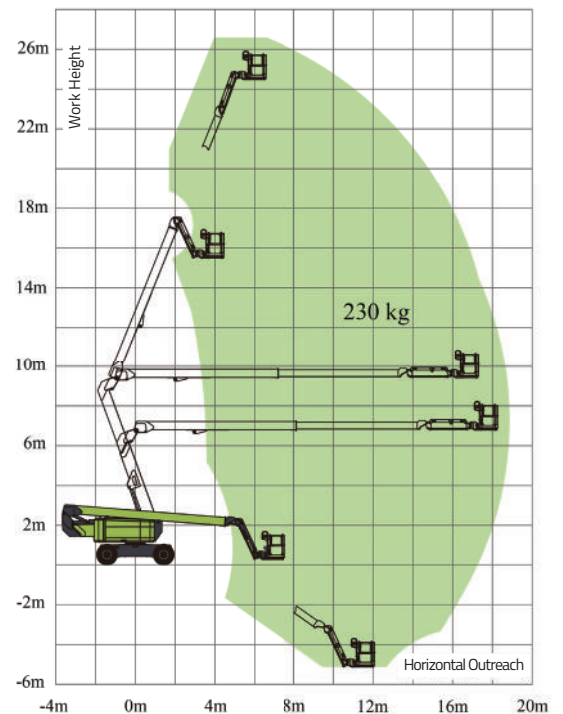 26m
Work Height
22m
18m
14m
230 kg
10m
6m
2m
-2m
Horizontal Outreach
-6m
-4m 0m 4m 8m 12m 16m 20m